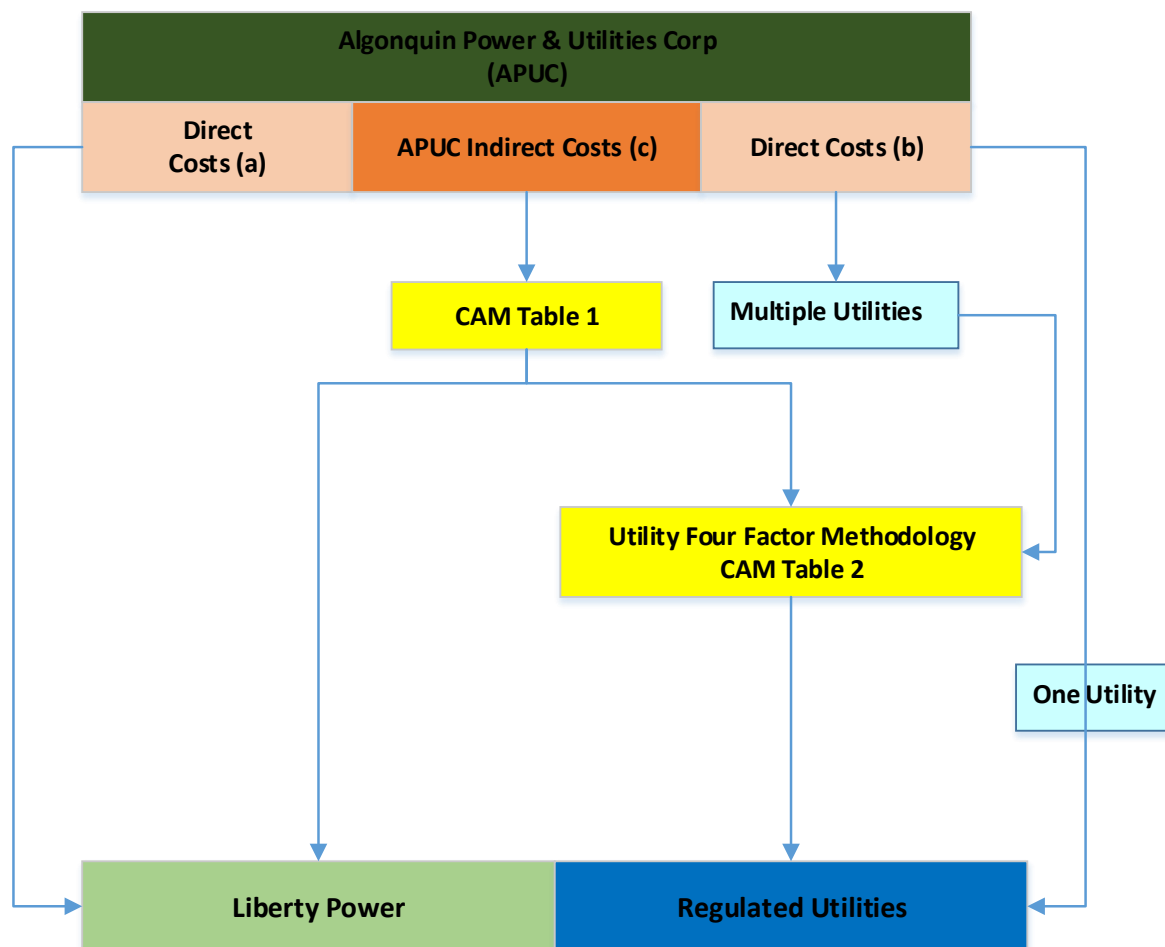 Algonquin Power & Utilities Corp
(APUC)
Direct
Costs (a)
APUC Indirect Costs (c)
Direct Costs (b)
CAM Table 1
Multiple Utilities
Utility Four Factor Methodology
CAM Table 2
One Utility
Liberty Power
Regulated Utilities